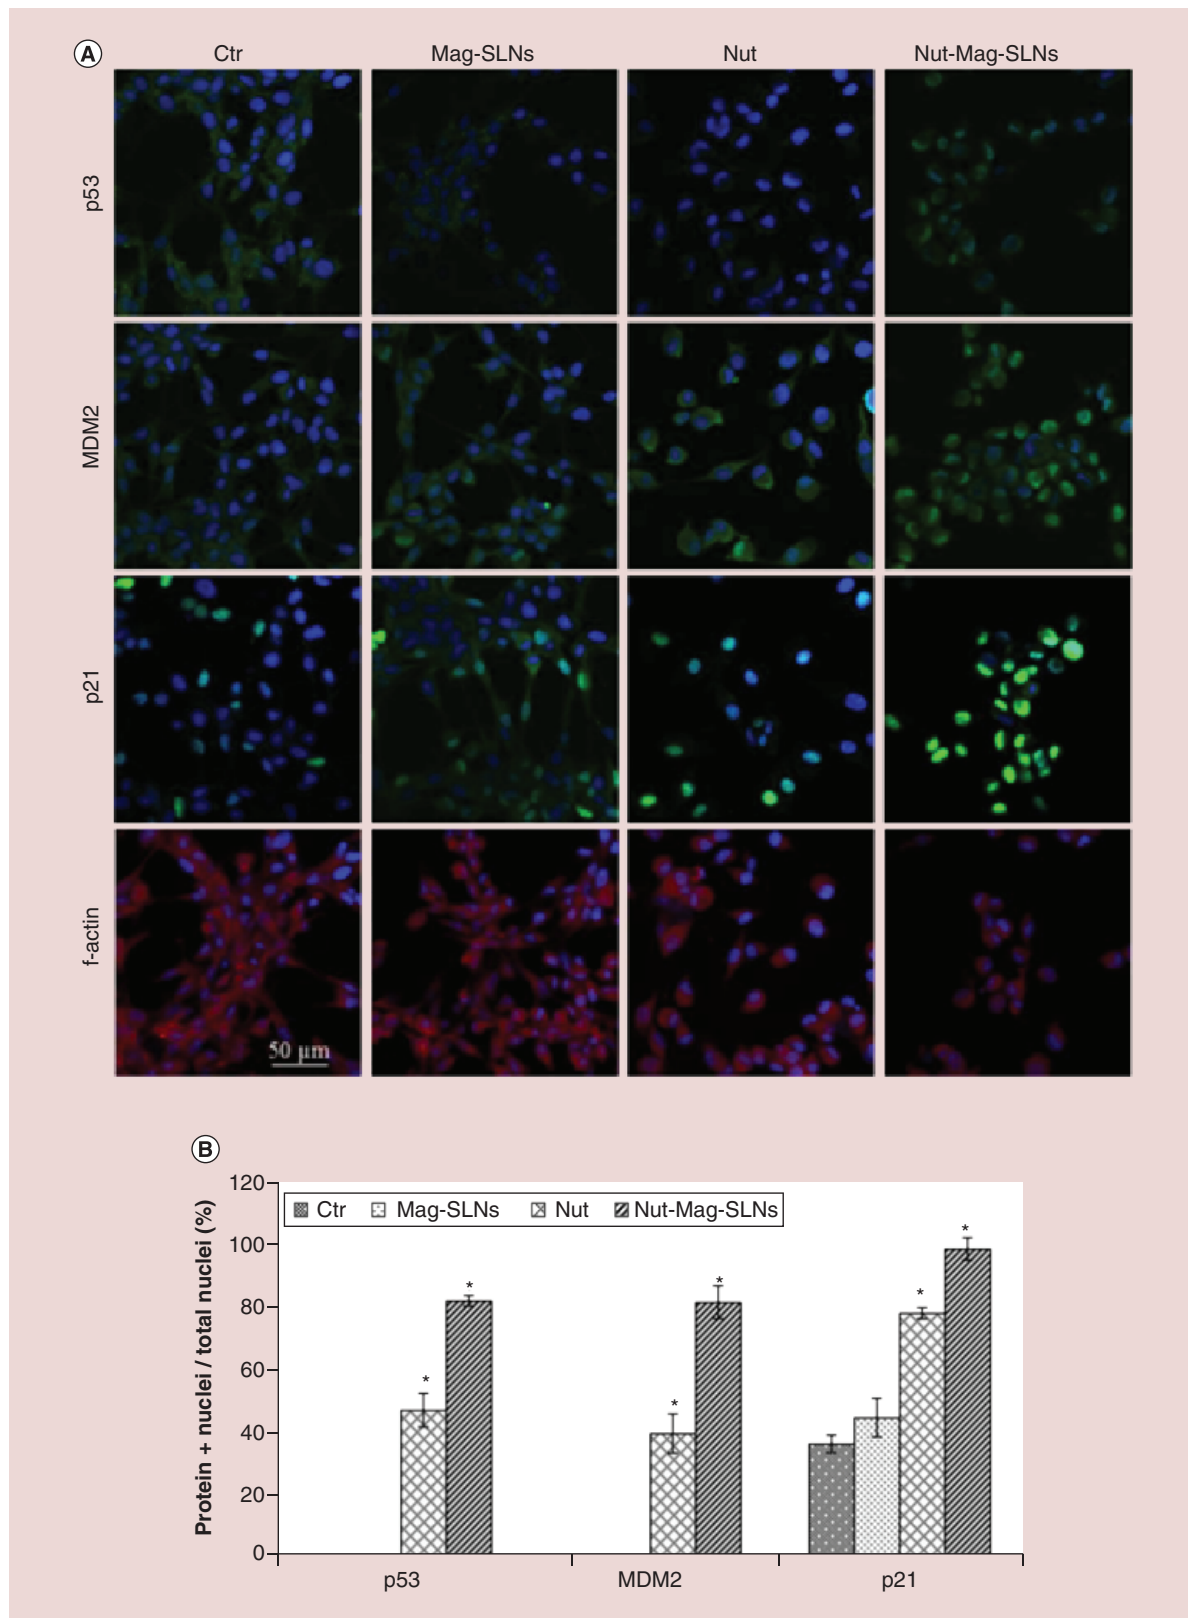 A
Ctr
Mag-SLNs
Nut
Nut-Mag-SLNs
p53
MDM2
p21
f-actin
50 µm
B
Protein + nuclei / total nuclei (%)
120
100
80
60
40
20
0
Ctr
Mag-SLNs
Nut
Nut-Mag-SLNs
*
*
*
*
*
*
p53
MDM2
p21